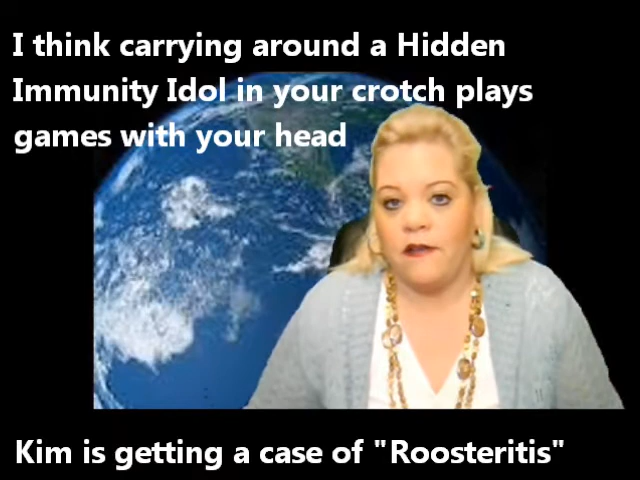 I think carrying around a Hidden
Immunity Idol in your crotch plays
games with your head
Kim is getting a case of "Roosteritis"